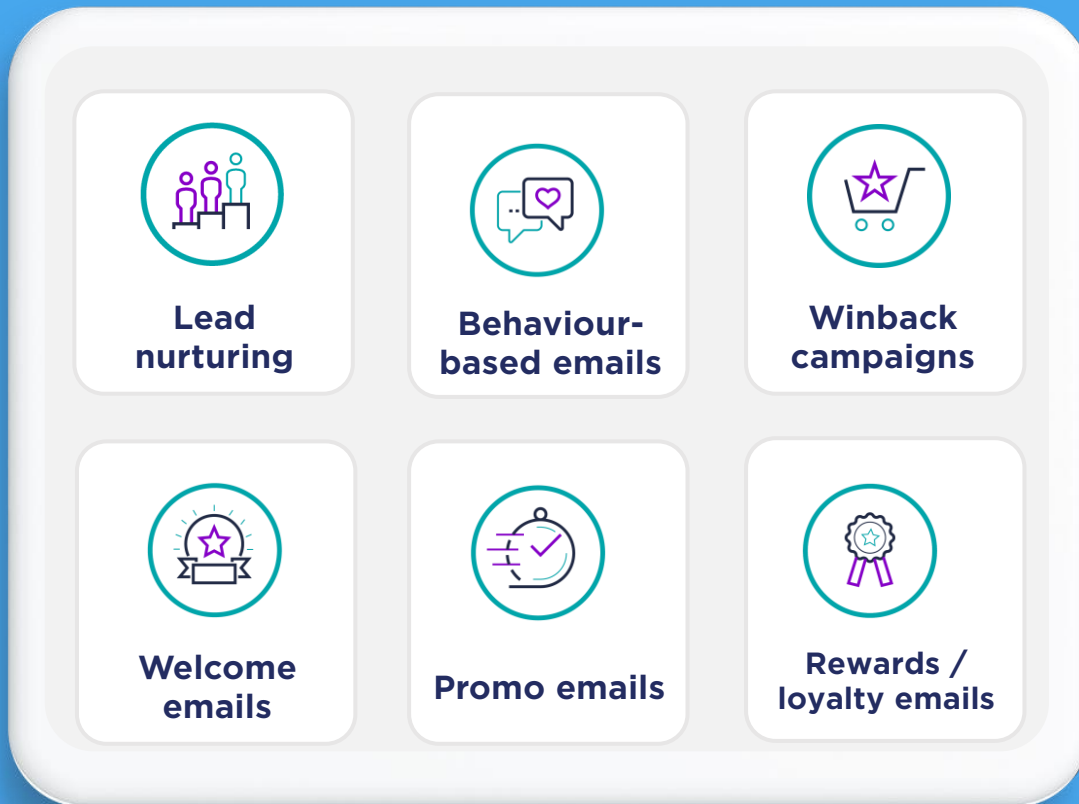 Lead
nurturing
Behaviour-
based emails
Winback
campaigns
Welcome
emails
Promo emails
Rewards /
loyalty emails